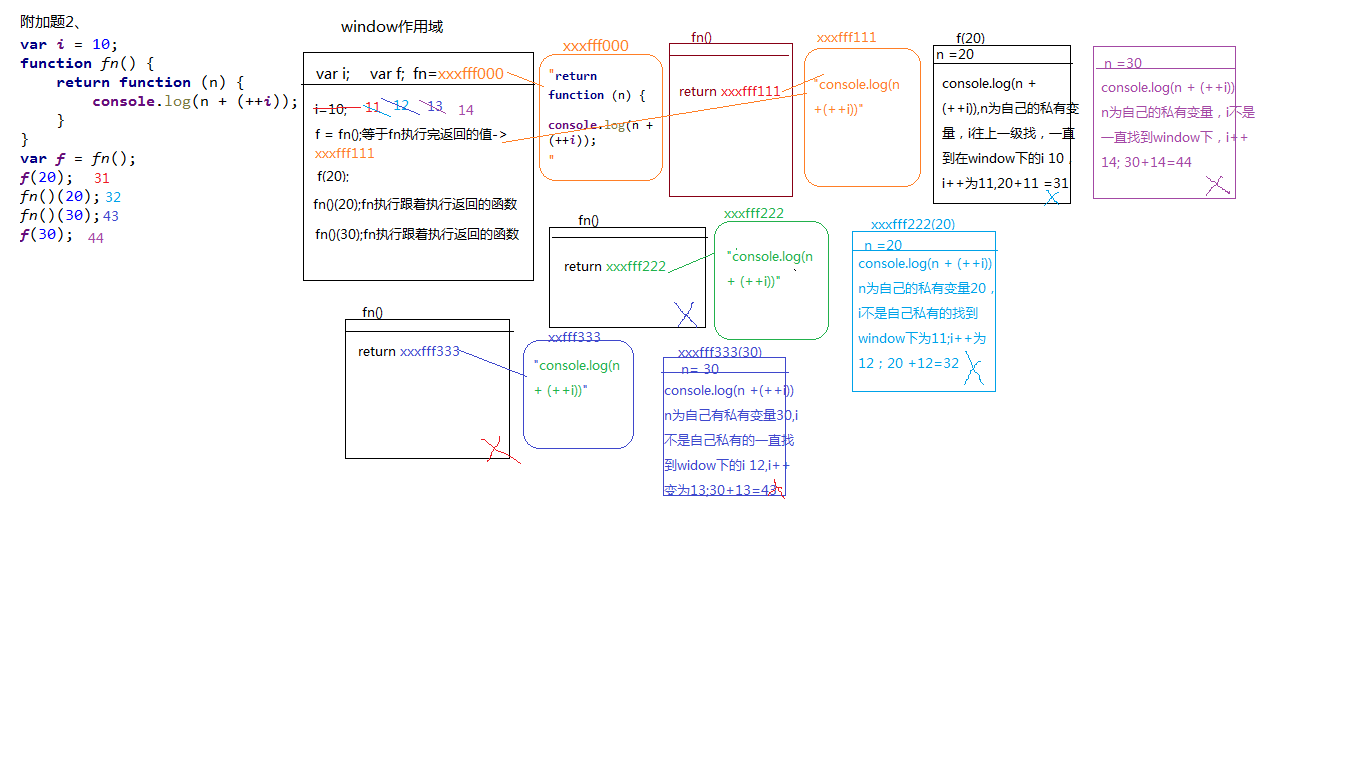 附加题2、
var i = 10;
function fn() {
return function (n) {
console.log(n + (++i));
}
}
var f = fn();
f(20); 31
fn()(20); 32
fn()(30); 43
f(30); 44
window作用域
var i; var f; fn=xxxfff000
i=10; 11 12 13 14
f = fn();等于fn执行完返回的值->
xxxfff111
f(20);
fn()(20);fn执行跟着执行返回的函数
fn()(30);fn执行跟着执行返回的函数
xxxfff000
"return
function (n) {
console.log(n +
(++i));
"
fn()
return xxxfff111
xxxfff111
"console.log(n
+(++i))"
f(20)
n =20
console.log(n +
(++i)),n为自己的私有变
量，i往上一级找，一直
到在window下的i 10，
i++为11,20+11 =31
n =30
console.log(n + (++i))
n为自己的私有变量，i不是
一直找到window下，i++
14; 30+14=44
fn()
return xxxfff222
xxxfff222
"console.log(n
+ (++i))"
xxxfff222(20)
n =20
console.log(n + (++i))
n为自己的私有变量20，
i不是自己私有的找到
window下为11;i++为
12；20 +12=32
fn()
return xxxfff333
xxfff333
"console.log(n
+ (++i))"
xxxfff333(30)
n= 30
console.log(n +(++i))
n为自己有私有变量30,i
不是自己私有的一直找
到widow下的i 12,i++
变为13;30+13=43